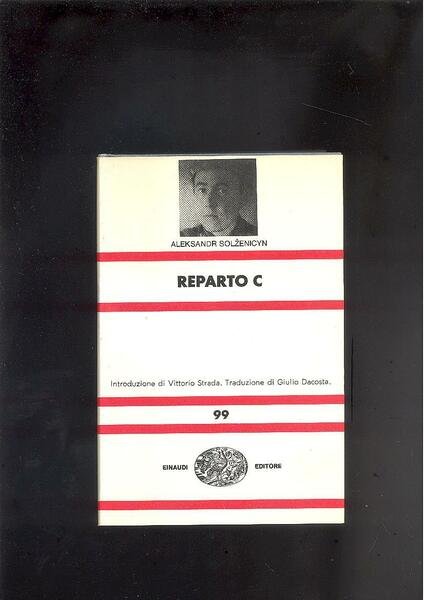 ALEKSANDR SOLŽENICYN
REPARTO C
Introduzione di Vittorio Strada. Traduzione di Giulio Dacosta.
99
EINAUDI EDITORE